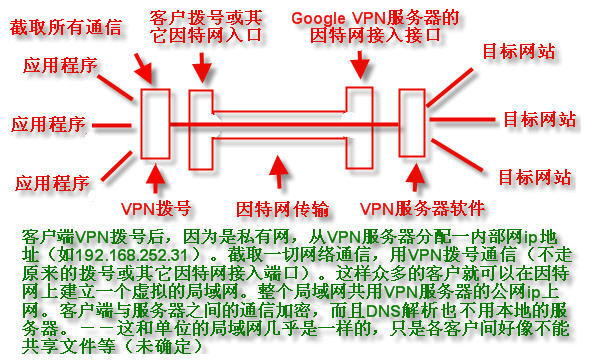 截取所有通信
客户拨号或其
它因特网入口
Google VPN服务器的
因特网接入接口
应用程序
应用程序
应用程序
目标网站
目标网站
目标网站
VPN拨号
因特网传输
VPN服务器软件
客户端VPN拨号后，因为是私有网，从VPN服务器分配一内部网ip地
址（如192.168.252.31）。截取一切网络通信，用VPN拨号通信（不走
原来的拨号或其它因特网接入端口）。这样众多的客户就可以在因特
网上建立一个虚拟的局域网。整个局域网共用VPN服务器的公网ip上
网。客户端与服务器之间的通信加密，而且DNS解析也不用本地的服
务器。－－这和单位的局域网几乎是一样的，只是各客户间好像不能
共享文件等（未确定）